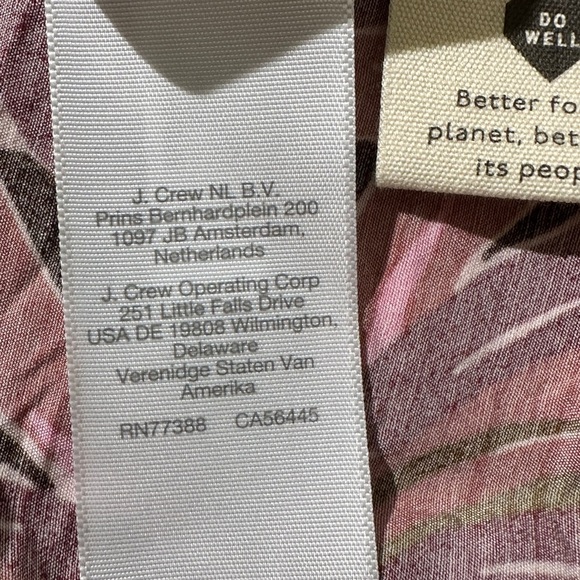 J. Crew NL B.V.
Prins Bernhardplein 200
1097 JB Amsterdam,
Netherlands
J. Crew Operating Corp
251 Little Falls Drive
USA DE 19808 Wilmington,
Delaware
Verenidge Staten Van
Amerika
RN77388 CA56445
DO
WELL
Better fo
planet, bet
its peop